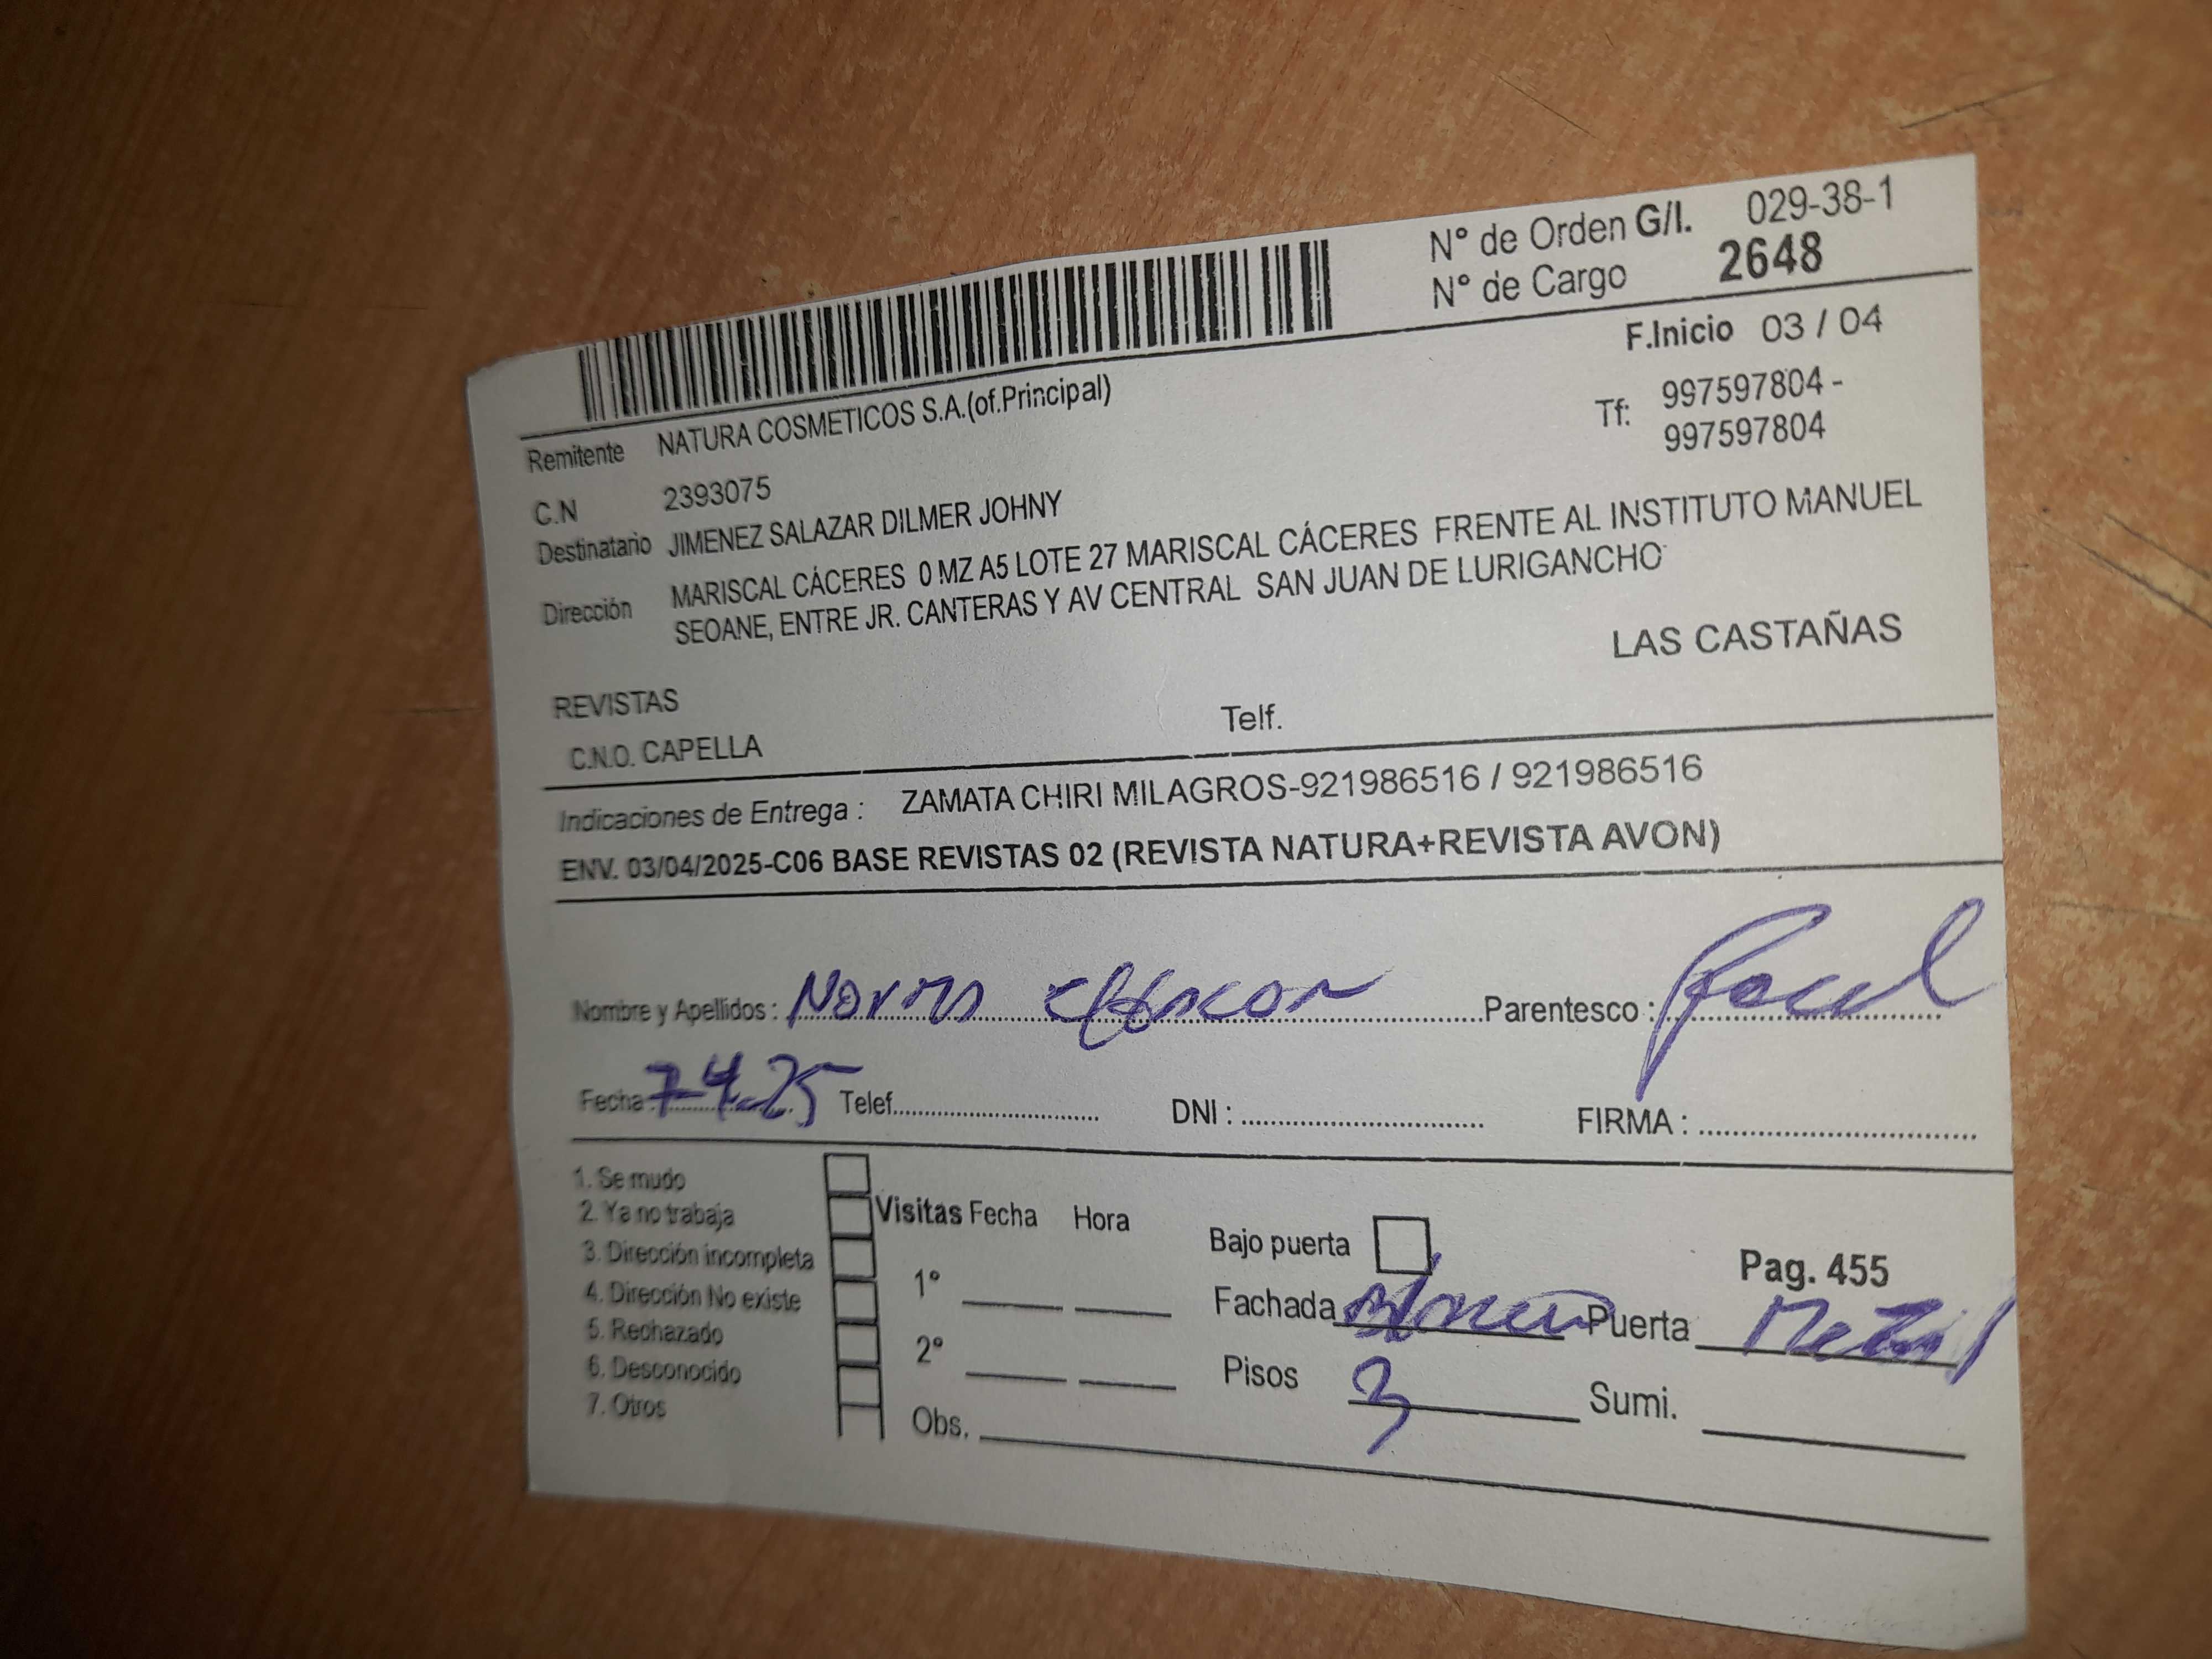 N° de Orden G/I. 029-38-1
N° de Cargo 2648
F.Inicio 03 / 04
Remitente NATURA COSMETICOS S.A.(of.Principal)
Tf: 997597804 -
997597804
C.N 2393075
Destinatario JIMENEZ SALAZAR DILMER JOHNY
Dirección MARISCAL CÁCERES 0 MZ A5 LOTE 27 MARISCAL CÁCERES FRENTE AL INSTITUTO MANUEL
SEOANE, ENTRE JR. CANTERAS Y AV CENTRAL SAN JUAN DE LURIGANCHO
LAS CASTAÑAS
REVISTAS
C.N.O. CAPELLA Telf.
Indicaciones de Entrega : ZAMATA CHIRI MILAGROS-921986516 / 921986516
ENV. 03/04/2025-C06 BASE REVISTAS 02 (REVISTA NATURA+REVISTA AVON)
Nombre y Apellidos : Norma Parentesco :
Fecha 7-4-25 Telef. DNI : FIRMA :
1. Se mudo
2. Ya no trabaja
3. Dirección incompleta
4. Dirección No existe
5. Rechazado
6. Desconocido
7. Otros
Visitas Fecha Hora
1°
2°
Obs.
Bajo puerta Pag. 455
Fachada Puerta Metal
Pisos 3 Sumi.